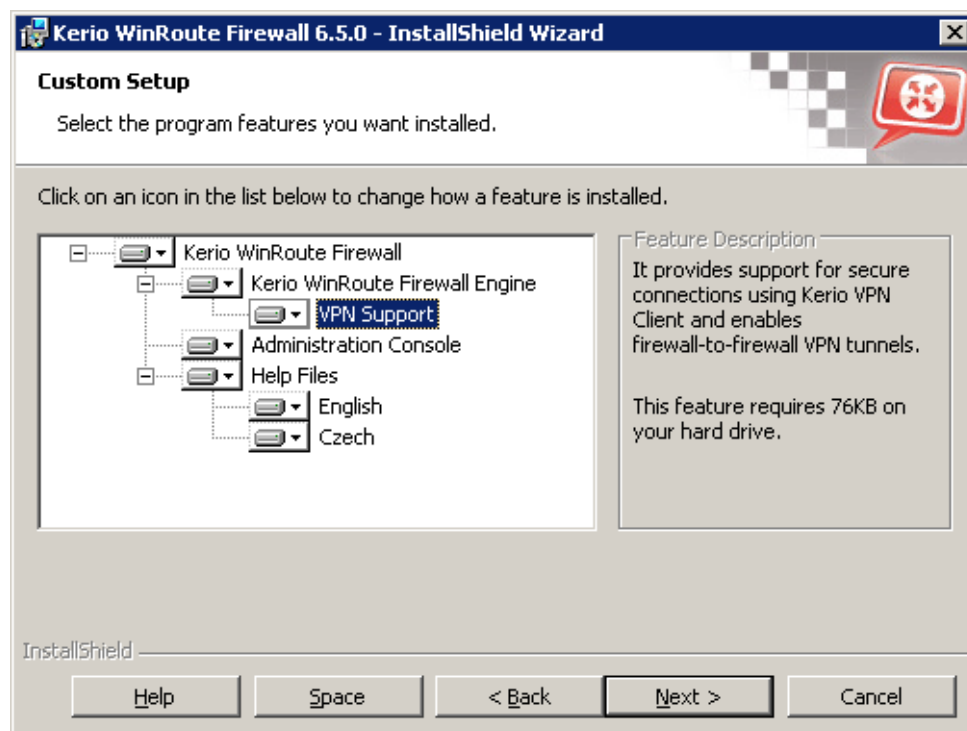 Kerio WinRoute Firewall 6.5.0 - InstallShield Wizard
Custom Setup
Select the program features you want installed.
Click on an icon in the list below to change how a feature is installed.
Kerio WinRoute Firewall
Kerio WinRoute Firewall Engine
VPN Support
Administration Console
Help Files
English
Czech
Feature Description
It provides support for secure
connections using Kerio VPN
Client and enables
firewall-to-firewall VPN tunnels.
This feature requires 76KB on
your hard drive.
InstallShield
Help
Space
< Back
Next >
Cancel